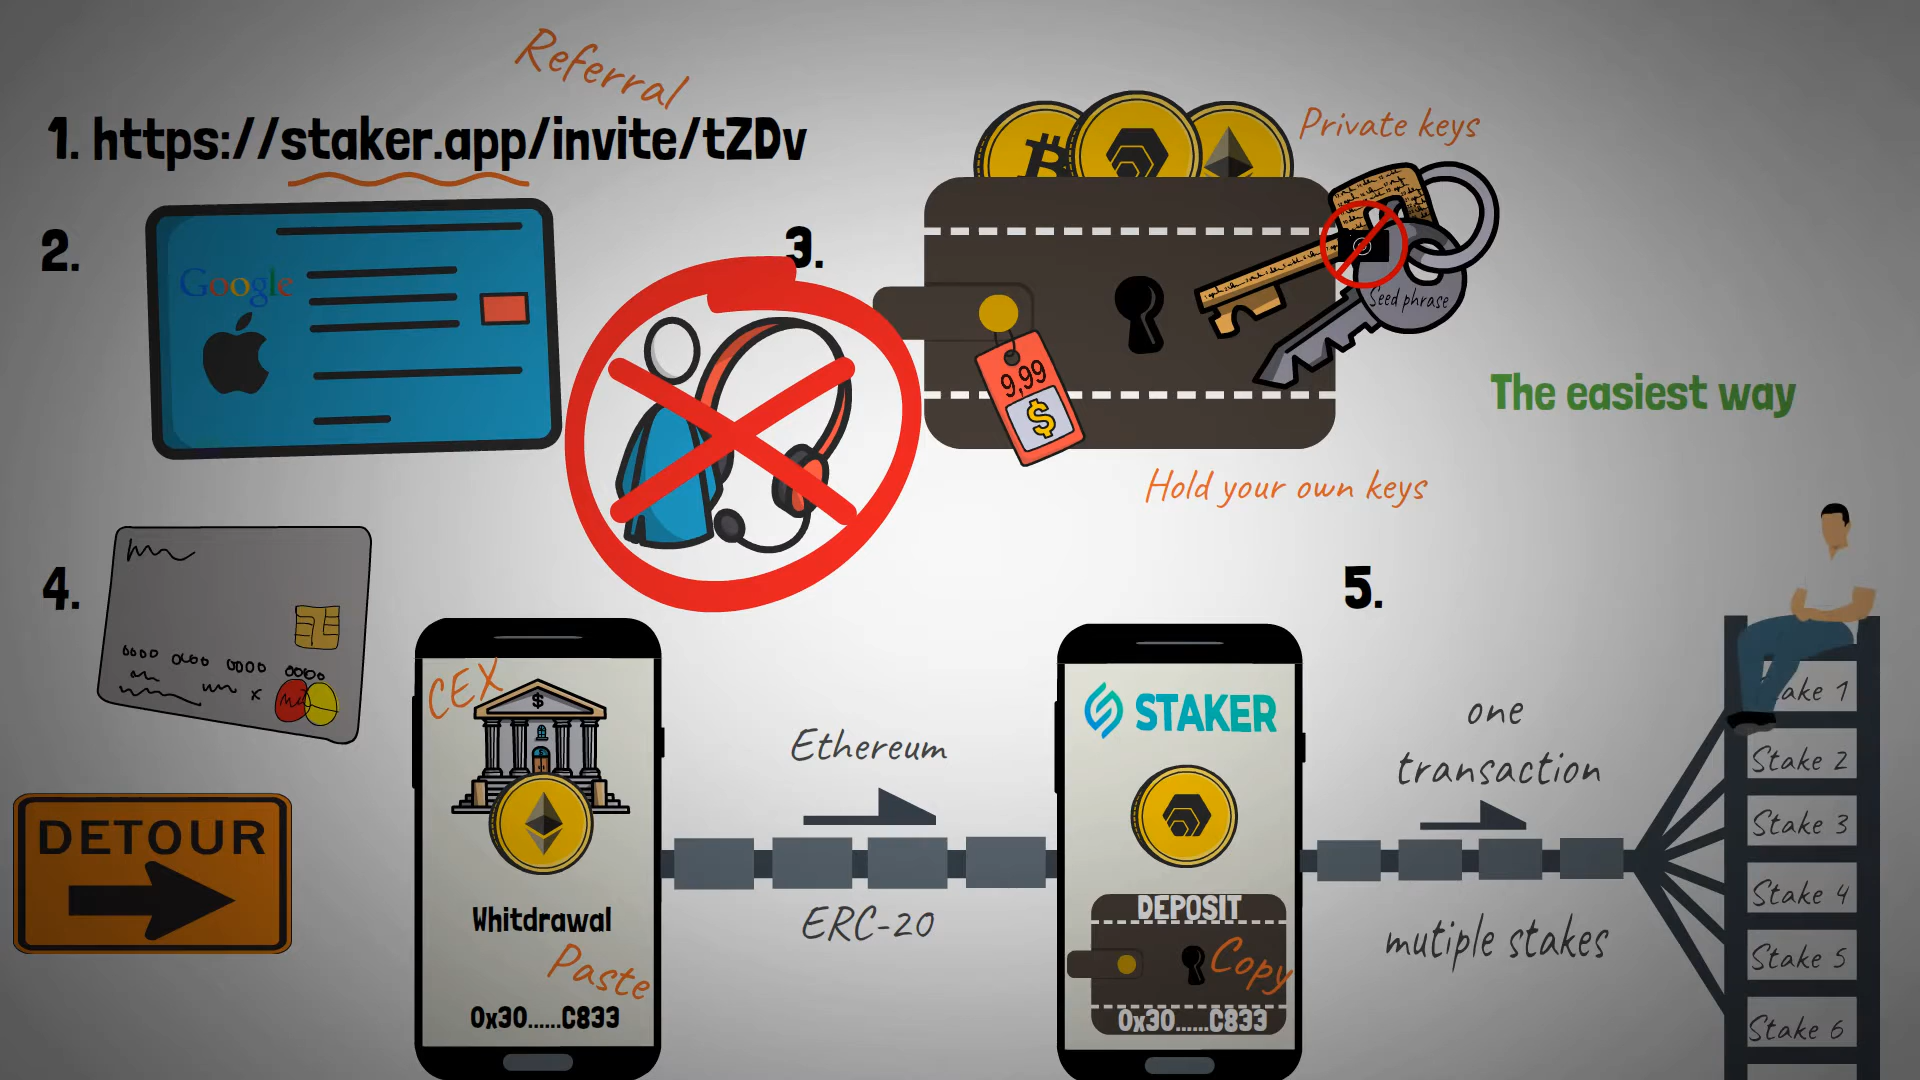 Referral
1. https://staker.app/invite/tZDv
Private keys
2.
Google
3.
Seed phrase
9,99
$
The easiest way
Hold your own keys
4.
5.
CEX
$
STAKER
Ethereum
one
transaction
ake 1
Stake 2
Stake 3
DETOUR
Stake 4
Whitdrawal
ERC-20
DEPOSIT
mutiple stakes
Stake 5
Paste
Copy
0x30......C833
0x30......C833
Stake 6